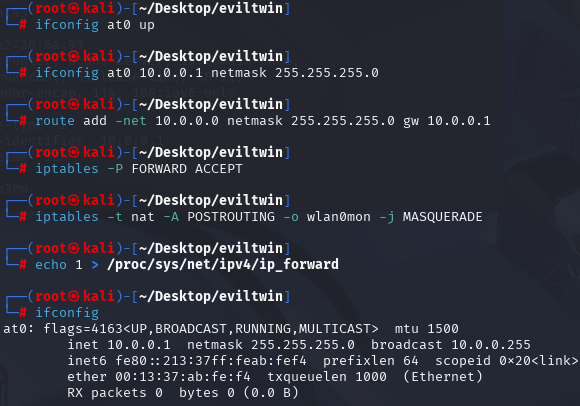 ┌──(root㉿kali)-[~/Desktop/eviltwin]
└─# ifconfig at0 up
┌──(root㉿kali)-[~/Desktop/eviltwin]
└─# ifconfig at0 10.0.0.1 netmask 255.255.255.0
┌──(root㉿kali)-[~/Desktop/eviltwin]
└─# route add -net 10.0.0.0 netmask 255.255.255.0 gw 10.0.0.1
┌──(root㉿kali)-[~/Desktop/eviltwin]
└─# iptables -P FORWARD ACCEPT
┌──(root㉿kali)-[~/Desktop/eviltwin]
└─# iptables -t nat -A POSTROUTING -o wlan0mon -j MASQUERADE
┌──(root㉿kali)-[~/Desktop/eviltwin]
└─# echo 1 > /proc/sys/net/ipv4/ip_forward
┌──(root㉿kali)-[~/Desktop/eviltwin]
└─# ifconfig
at0: flags=4163<UP,BROADCAST,RUNNING,MULTICAST>  mtu 1500
inet 10.0.0.1  netmask 255.255.255.0  broadcast 10.0.0.255
inet6 fe80::213:37ff:feab:fef4  prefixlen 64  scopeid 0×20<link>
ether 00:13:37:ab:fe:f4  txqueuelen 1000  (Ethernet)
RX packets 0  bytes 0 (0.0 B)